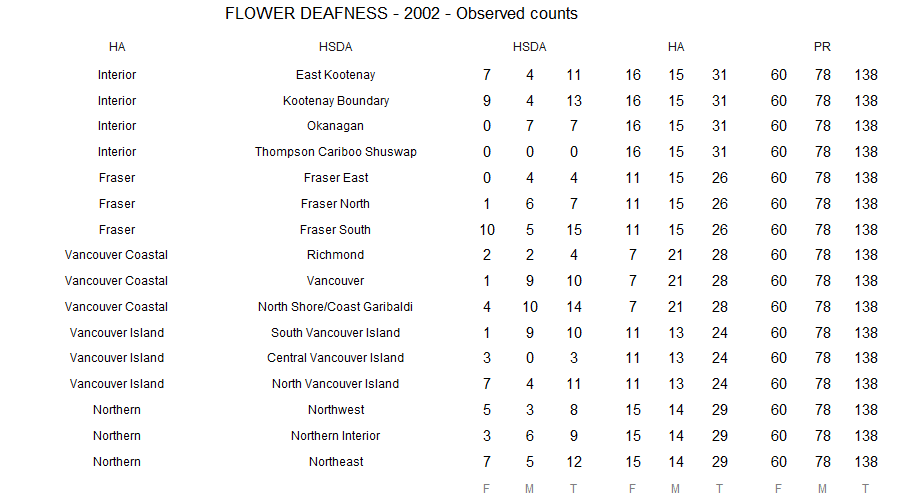 FLOWER DEAFNESS - 2002 - Observed counts
HA HSDA HSDA HA PR
Interior East Kootenay 7 4 11 16 15 31 60 78 138
Interior Kootenay Boundary 9 4 13 16 15 31 60 78 138
Interior Okanagan 0 7 7 16 15 31 60 78 138
Interior Thompson Cariboo Shuswap 0 0 0 16 15 31 60 78 138
Fraser Fraser East 0 4 4 11 15 26 60 78 138
Fraser Fraser North 1 6 7 11 15 26 60 78 138
Fraser Fraser South 10 5 15 11 15 26 60 78 138
Vancouver Coastal Richmond 2 2 4 7 21 28 60 78 138
Vancouver Coastal Vancouver 1 9 10 7 21 28 60 78 138
Vancouver Coastal North Shore/Coast Garibaldi 4 10 14 7 21 28 60 78 138
Vancouver Island South Vancouver Island 1 9 10 11 13 24 60 78 138
Vancouver Island Central Vancouver Island 3 0 3 11 13 24 60 78 138
Vancouver Island North Vancouver Island 7 4 11 11 13 24 60 78 138
Northern Northwest 5 3 8 15 14 29 60 78 138
Northern Northern Interior 3 6 9 15 14 29 60 78 138
Northern Northeast 7 5 12 15 14 29 60 78 138
F M T F M T F M T